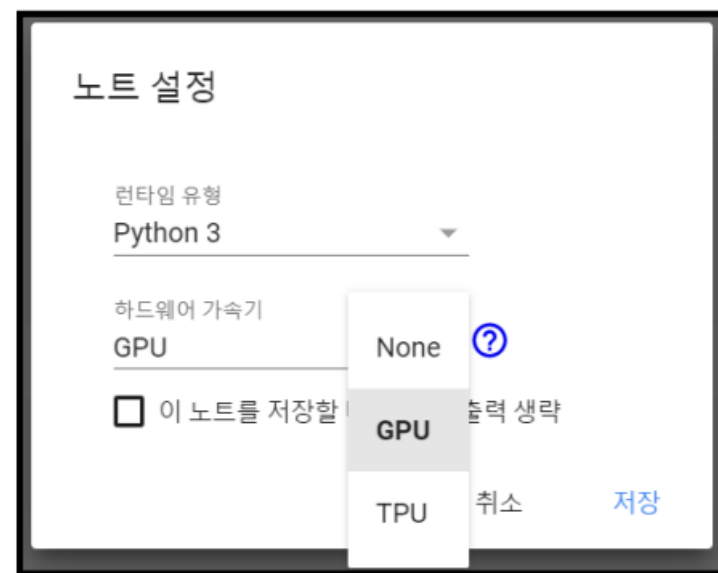 노트 설정
런타임 유형
Python 3
하드웨어 가속기
GPU
None
이 노트를 저장할 출력 생략
GPU
TPU
취소 저장